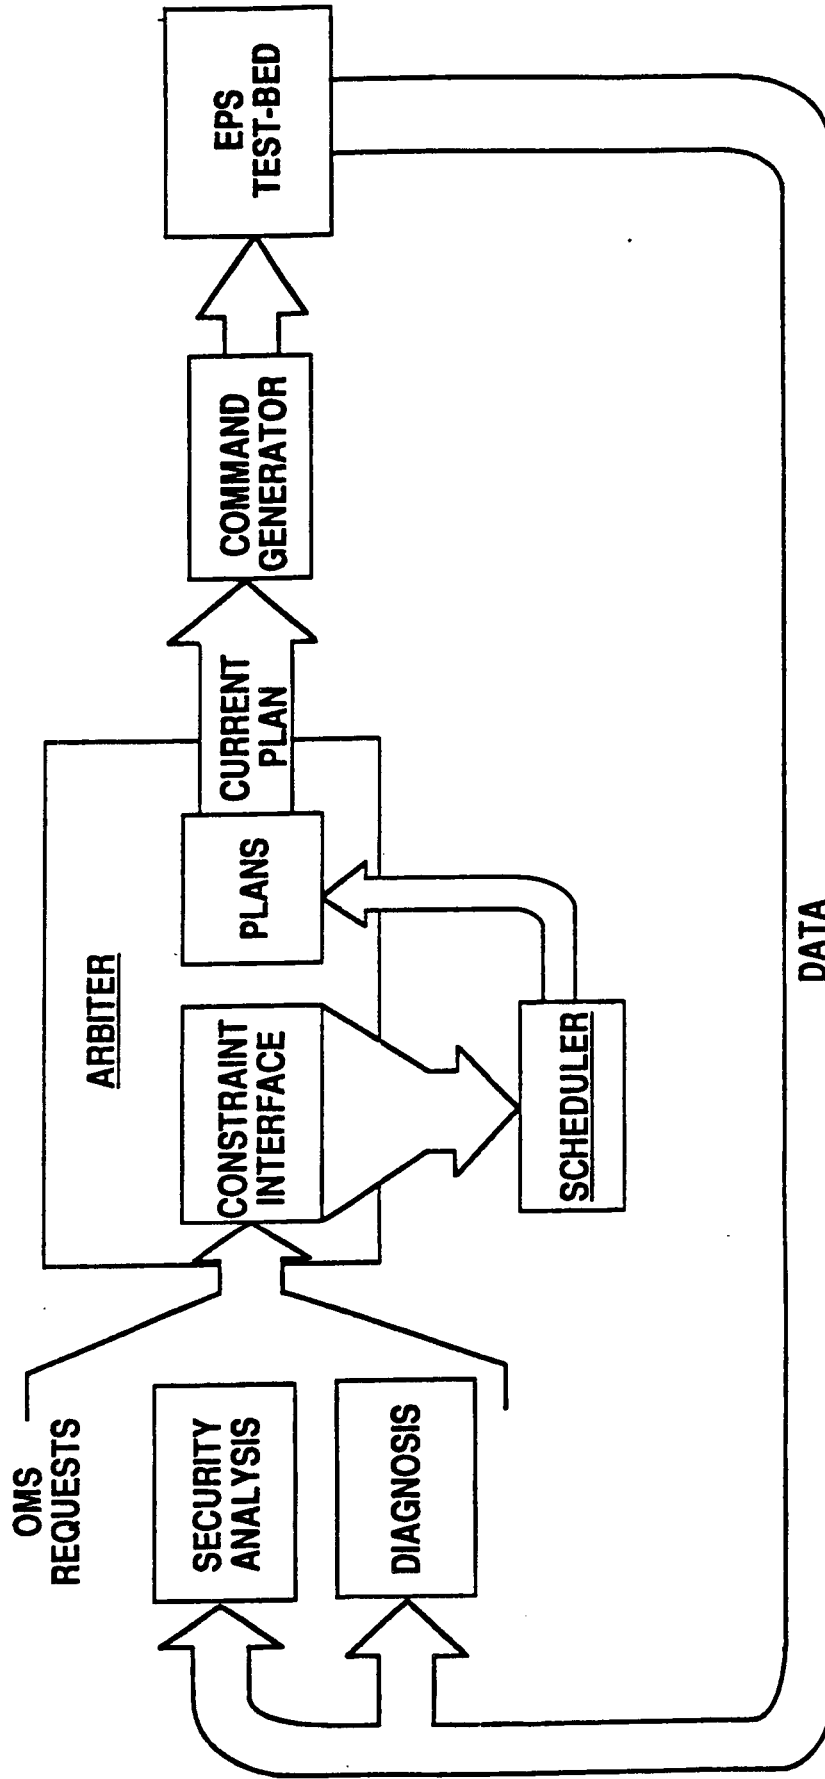 OMS
REQUESTS
SECURITY
ANALYSIS
DIAGNOSIS
ARBITER
CONSTRAINT
INTERFACE
PLANS
CURRENT
PLAN
SCHEDULER
COMMAND
GENERATOR
EPS
TEST-BED
DATA